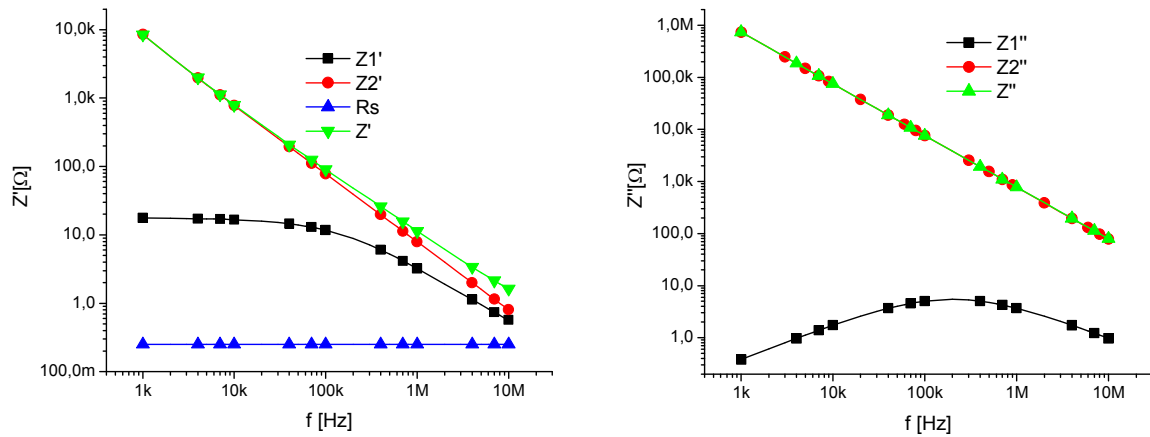 10,0k
1,0k
100,0
10,0
1,0
100,0m
Z'[Ω]
Z1'
Z2'
Rs
Z'
1k
10k
100k
1M
10M
f [Hz]
1,0M
100,0k
10,0k
1,0k
100,0
10,0
1,0
Z''[Ω]
Z1''
Z2''
Z''
1k
10k
100k
1M
10M
f [Hz]